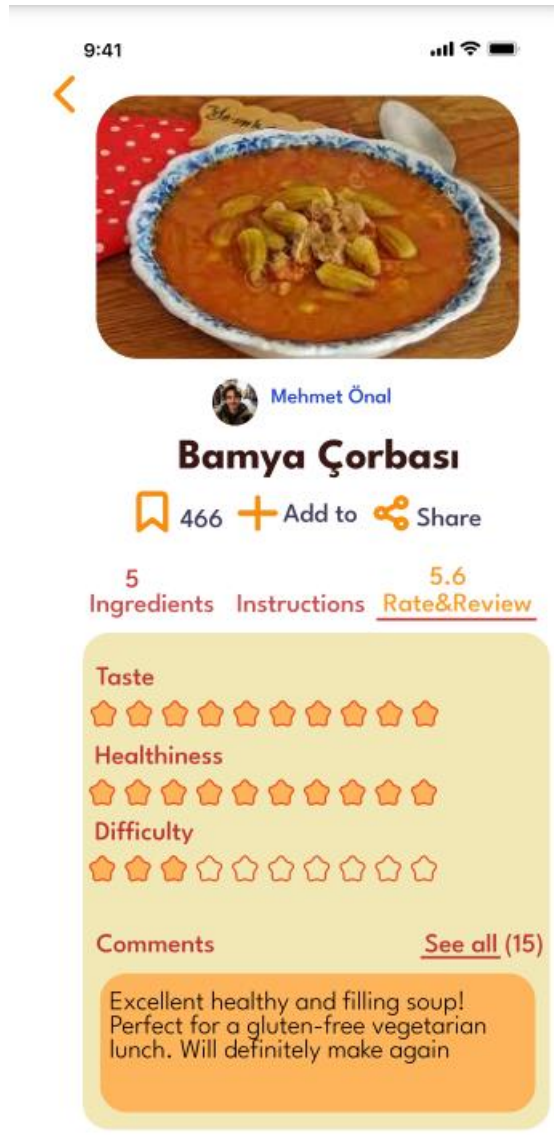 9:41
Mehmet Önal
Bamya Çorbası
466 Add to Share
5 Ingredients
Instructions
5.6 Rate&Review
Taste
Healthiness
Difficulty
Comments See all (15)
Excellent healthy and filling soup!
Perfect for a gluten-free vegetarian
lunch. Will definitely make again